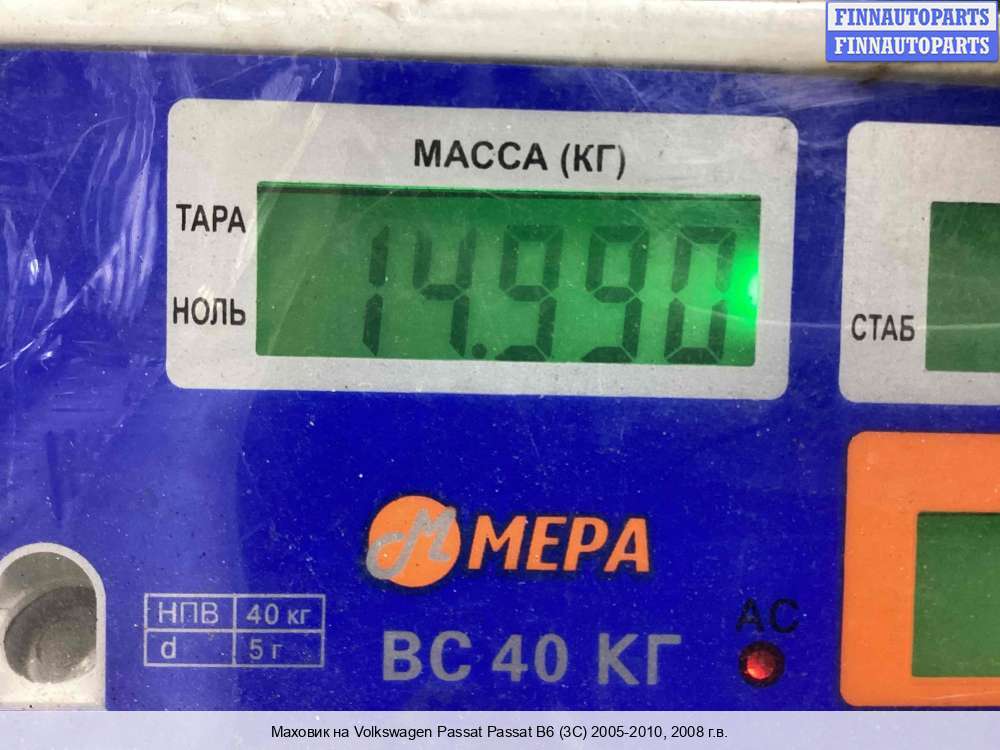 FINNAUTOPARTS
FINNAUTOPARTS
МАССА (КГ)
ТАРА
14.990
НОЛЬ
СТАБ
М МЕРА
НПВ 40 кг
d 5 г
АС
ВС 40 КГ
Маховик на Volkswagen Passat Passat B6 (3C) 2005-2010, 2008 г.в.